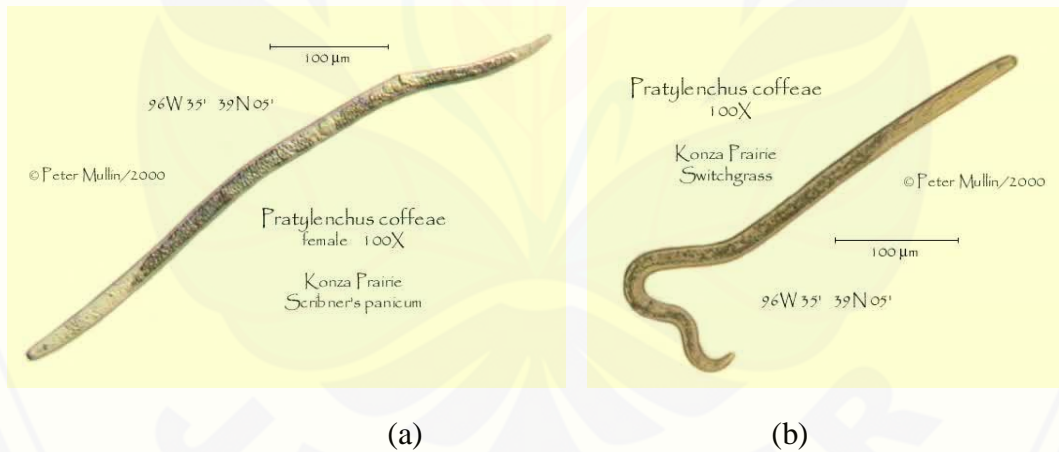 100 µm
96W 35' 39N 05'
© Peter Mullin/2000
Pratylenchus coffeae
female 100X
Konza Prairie
Scribner's panicum
(a)
Pratylenchus coffeae
100X
Konza Prairie
Switchgrass
© Peter Mullin/2000
100 µm
96W 35' 39N 05'
(b)